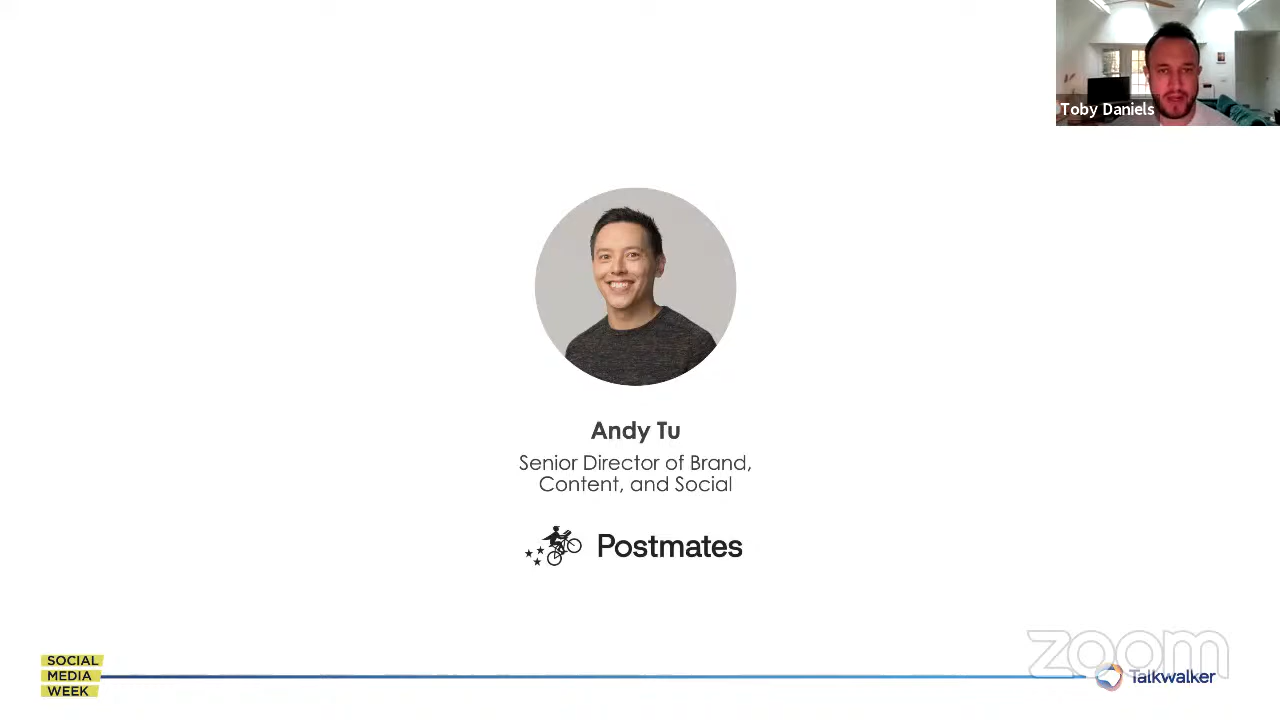 Toby Daniels
Andy Tu
Senior Director of Brand,
Content, and Social
Postmates
SOCIAL
MEDIA
WEEK
zoom
Talkwalker